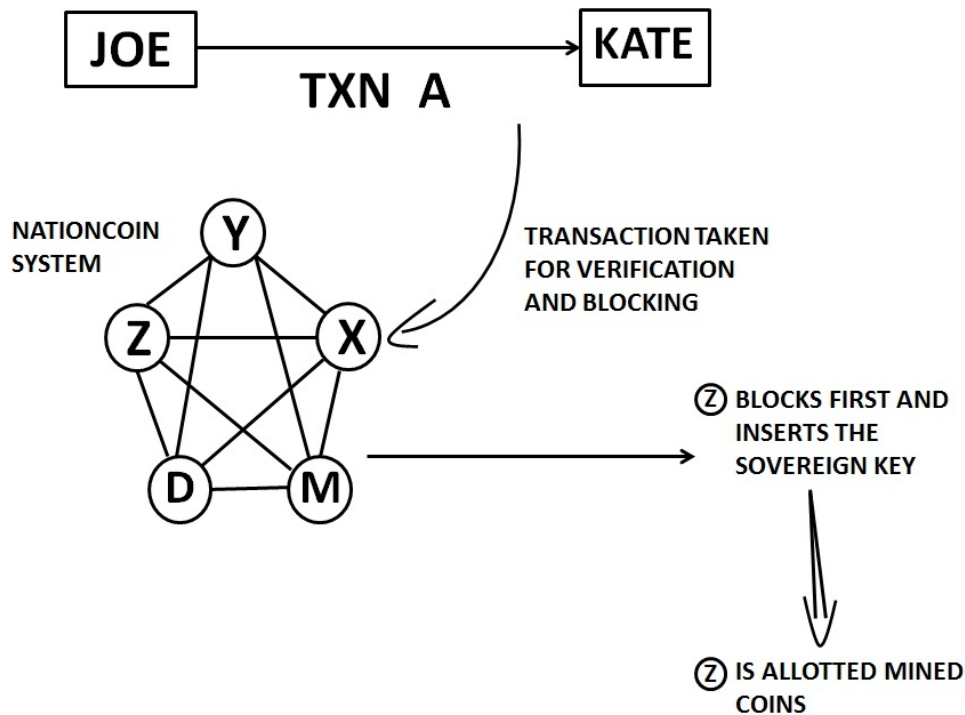 JOE
KATE
TXN A
NATIONCOIN
SYSTEM
Y
TRANSACTION TAKEN
FOR VERIFICATION
AND BLOCKING
Z
X
D
M
Z BLOCKS FIRST AND
INSERTS THE
SOVEREIGN KEY
Z IS ALLOTTED MINED
COINS